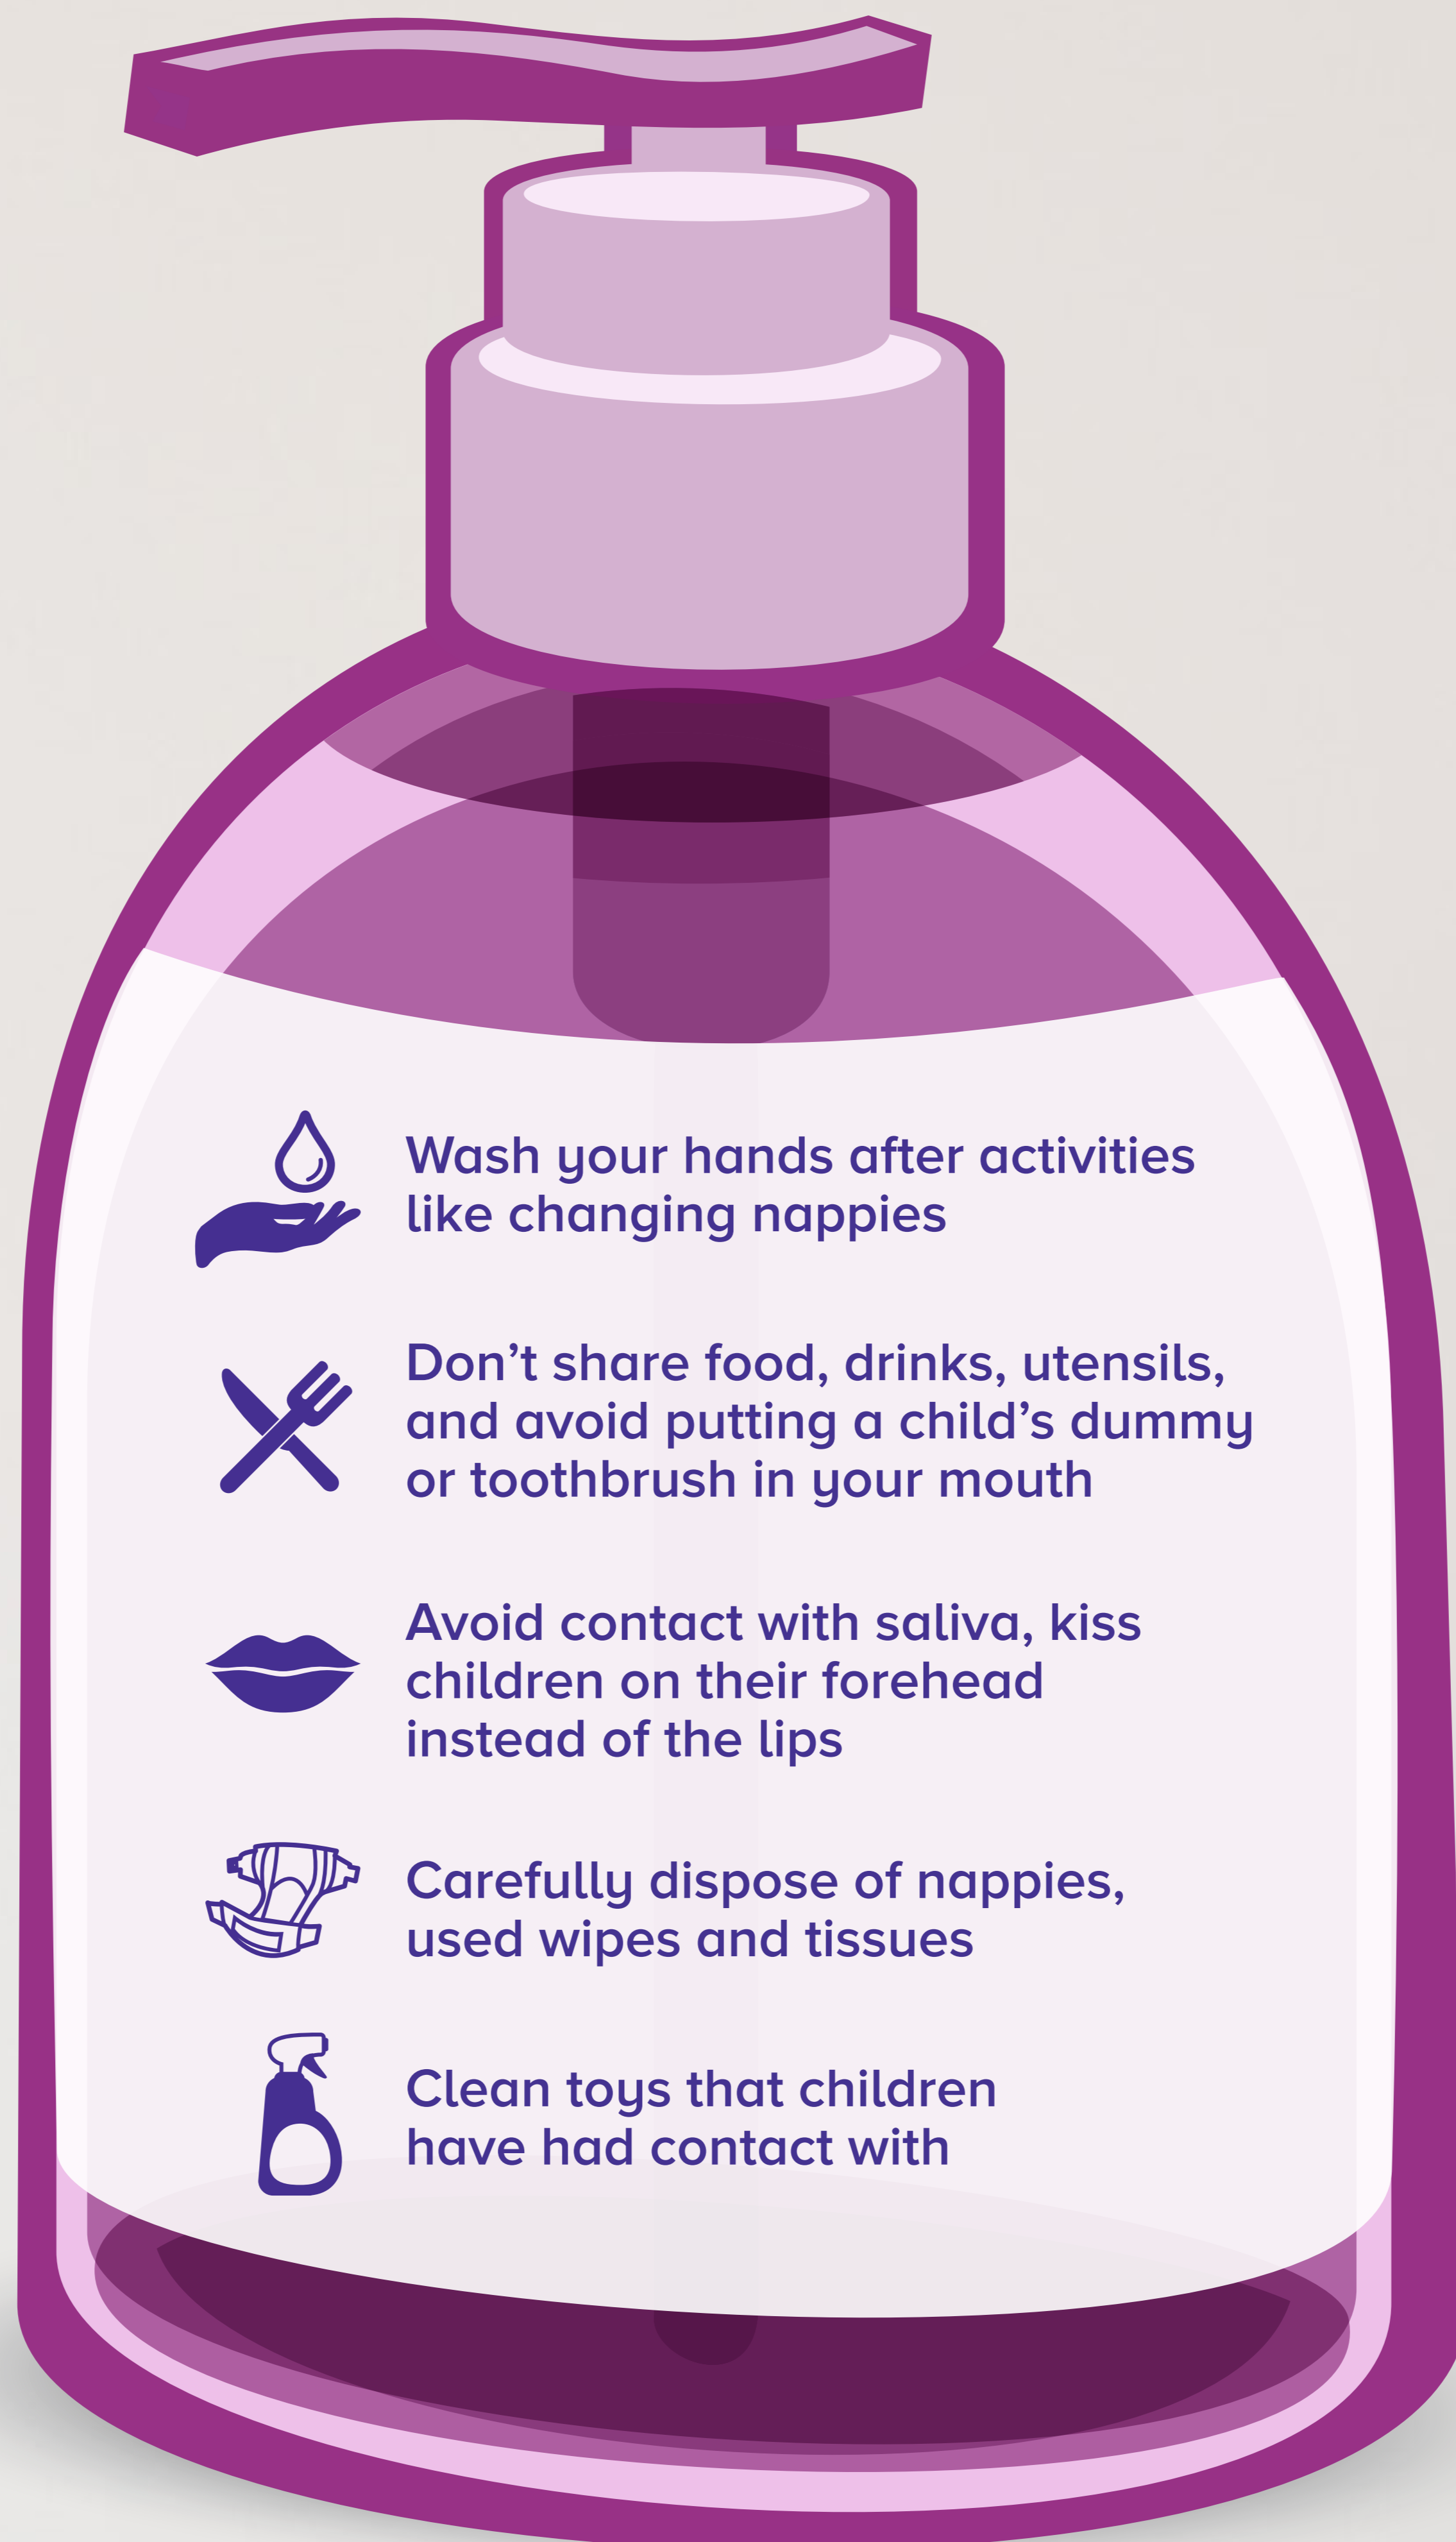 Wash your hands after activities
like changing nappies
Don’t share food, drinks, utensils,
and avoid putting a child’s dummy
or toothbrush in your mouth
Avoid contact with saliva, kiss
children on their forehead
instead of the lips
Carefully dispose of nappies,
used wipes and tissues
Clean toys that children
have had contact with